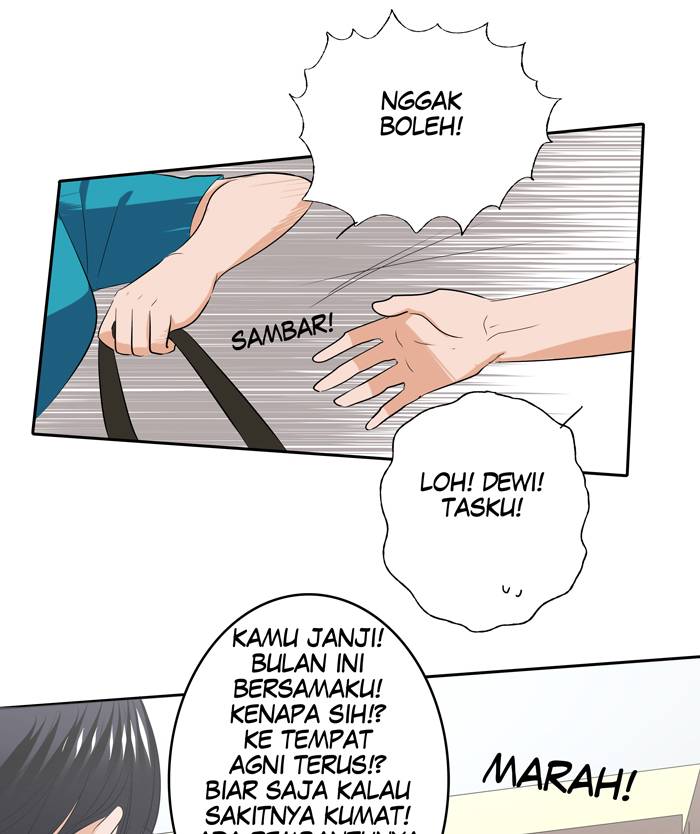 NGGAK
BOLEH!
SAMBAR!
LOH! DEWI!
TASKU!
KAMU JANJI!
BULAN INI
BERSAMAKU!
KENAPA SIH!?
KE TEMPAT
AGNI TERUS!?
BIAR SAJA KALAU
SAKITNYA KUMAT!
MARAH!